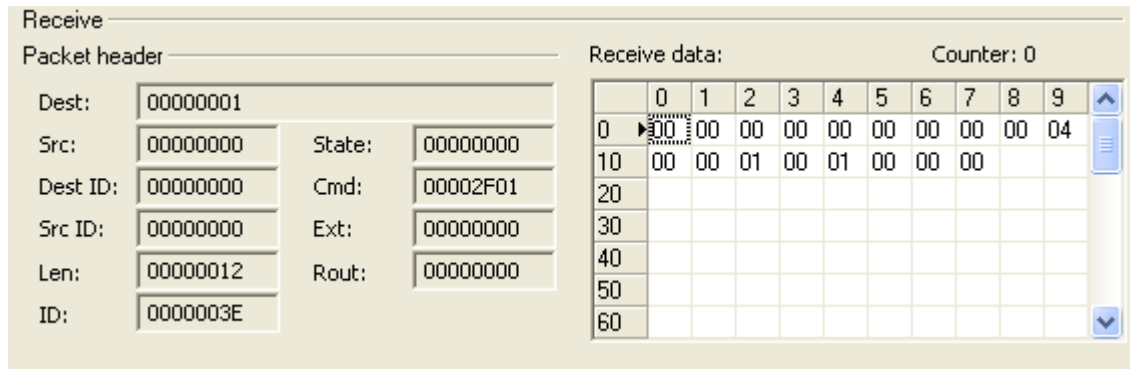 Receive
Packet header
Receive data: Counter: 0
Dest: 00000001
Src: 00000000 State: 00000000
Dest ID: 00000000 Cmd: 00002F01
Src ID: 00000000 Ext: 00000000
Len: 00000012 Rout: 00000000
ID: 0000003E
0 1 2 3 4 5 6 7 8 9
0 00 00 00 00 00 00 00 00 00 04
10 00 00 01 00 01 00 00 00
20
30
40
50
60